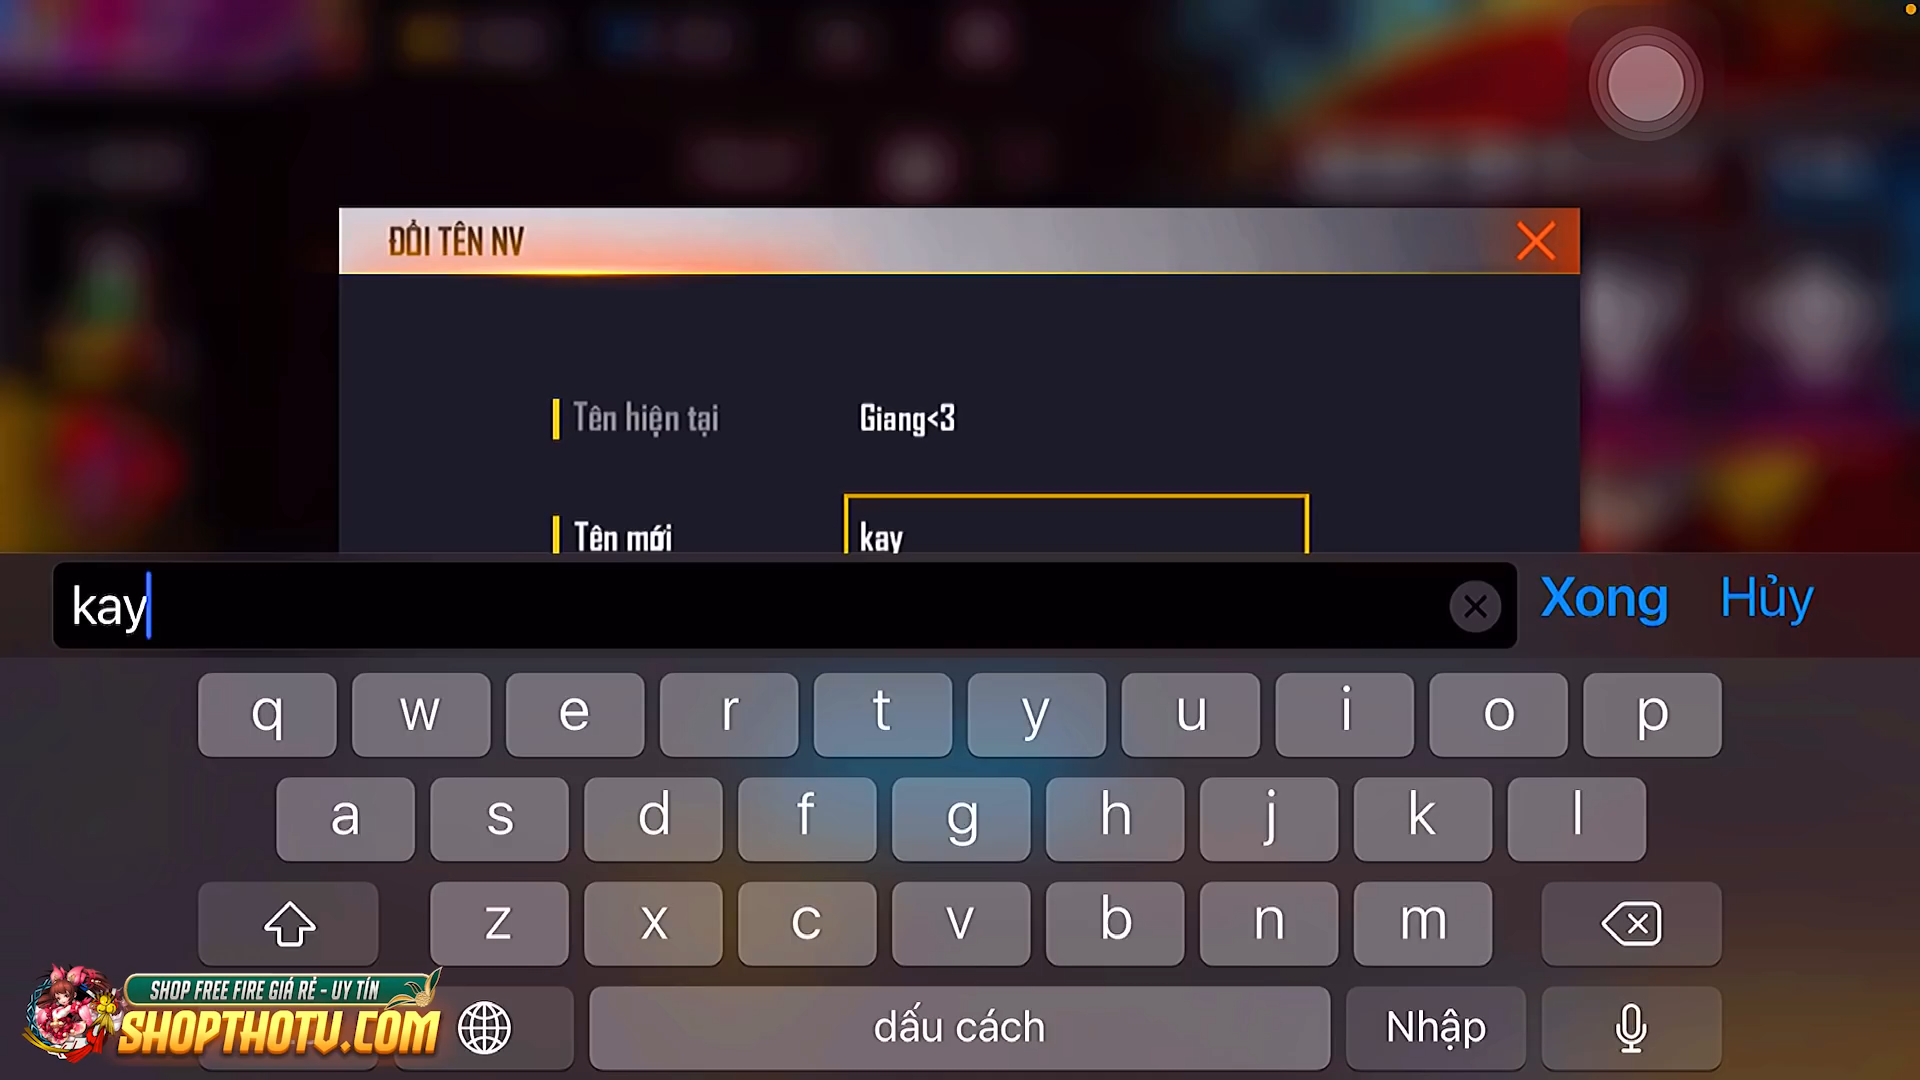 ĐỔI TÊN NV
Tên hiện tại Giang<3
Tên mới kay
kay Xong Hủy
q w e r t y u i o p
a s d f g h j k l
z x c v b n m
SHOP FREE FIRE GIÁ RẺ - UY TÍN
SHOPTHOTV.COM
dấu cách Nhập